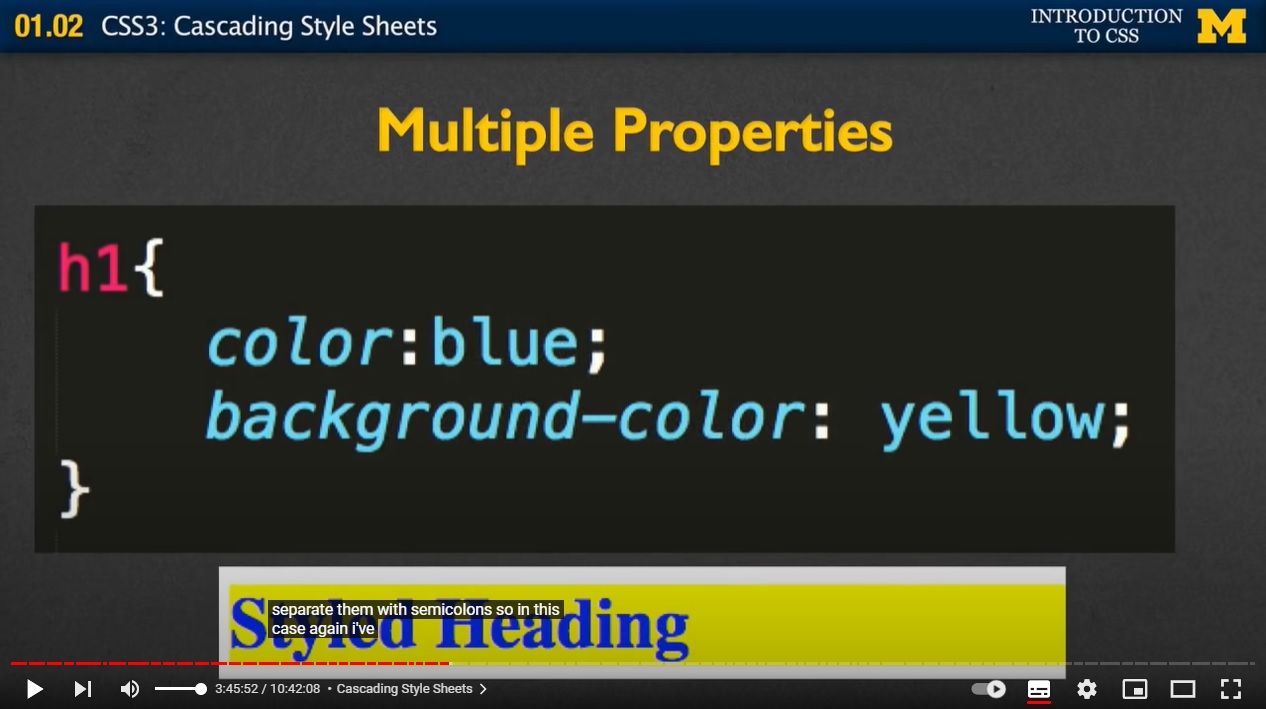 01.02 CSS3: Cascading Style Sheets
INTRODUCTION
TO CSS
M
Multiple Properties
h1{
color:blue;
background-color: yellow;
}
Styled Heading
separate them with semicolons so in this
case again i've
3:45:52 / 10:42:08 • Cascading Style Sheets >